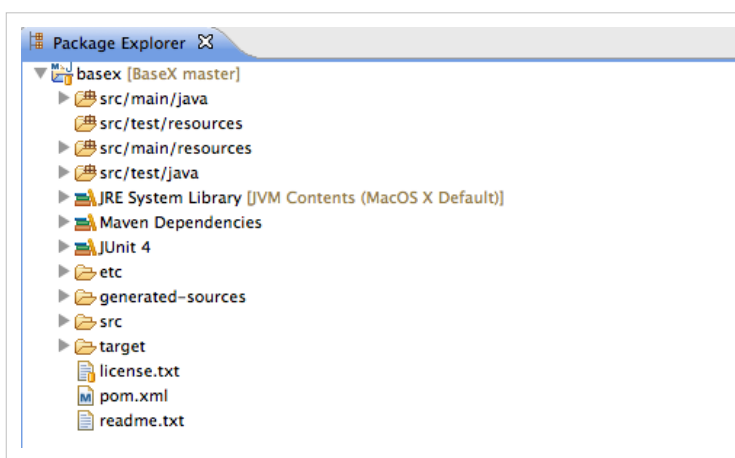 Package Explorer
basex [BaseX master]
src/main/java
src/test/resources
src/main/resources
src/test/java
JRE System Library [JVM Contents (MacOS X Default)]
Maven Dependencies
JUnit 4
etc
generated-sources
src
target
license.txt
pom.xml
readme.txt